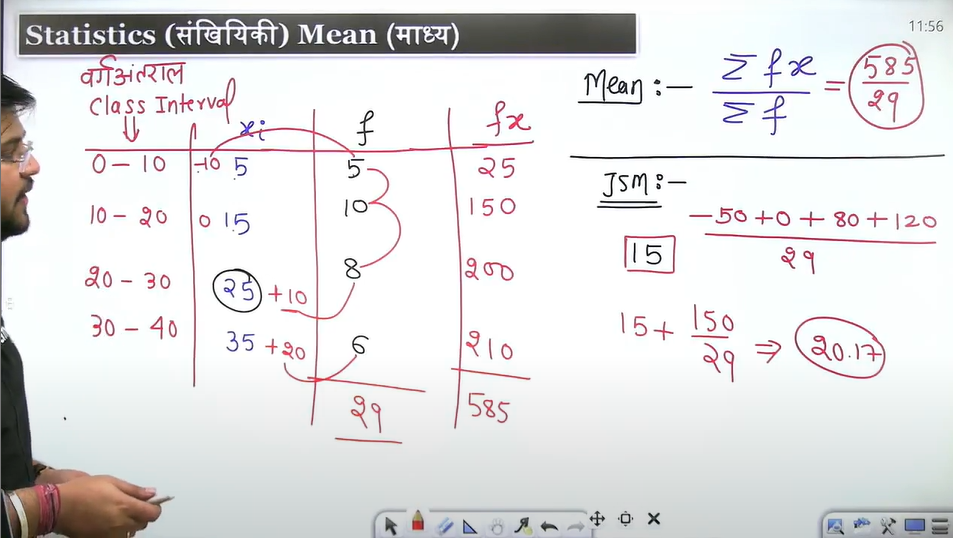 Statistics (संखियिकी) Mean (माध्य)
11:56
वर्गअंतराल
Class Interval
xi f fx
0 - 10 -10 5 5 25
10 - 20 0 15 10 150
20 - 30 25 +10 8 200
30 - 40 35 +20 6 210
29 585
Mean :- Σ fx / Σ f = 585 / 29
JSM :-
15
-50 + 0 + 80 + 120 / 29
15 + 150 / 29 ⇒ 20.17